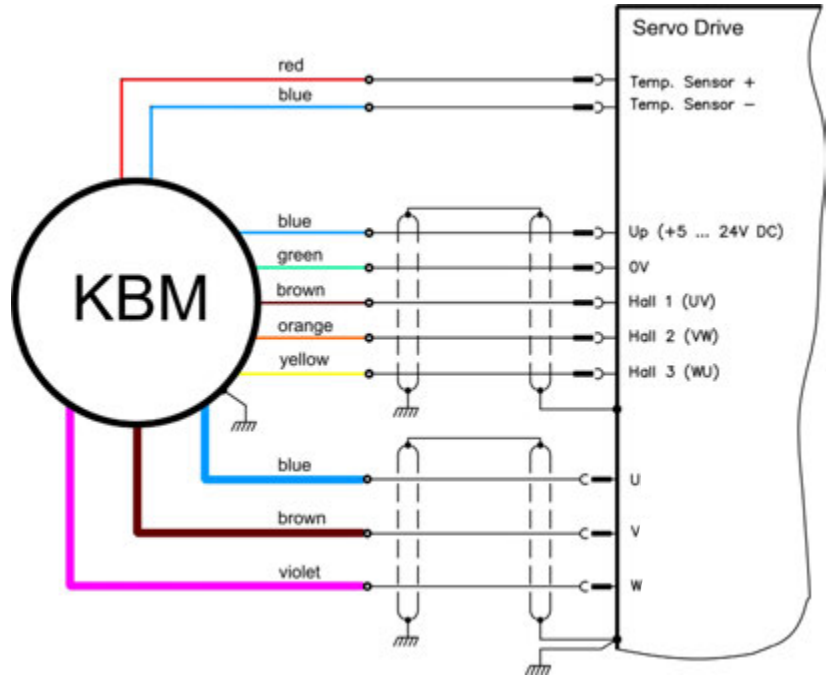 Servo Drive
red
Temp. Sensor +
blue
Temp. Sensor –
blue
Up (+5 ... 24V DC)
green
0V
KBM
brown
Hall 1 (UV)
orange
Hall 2 (VW)
yellow
Hall 3 (WU)
blue
U
brown
V
violet
W